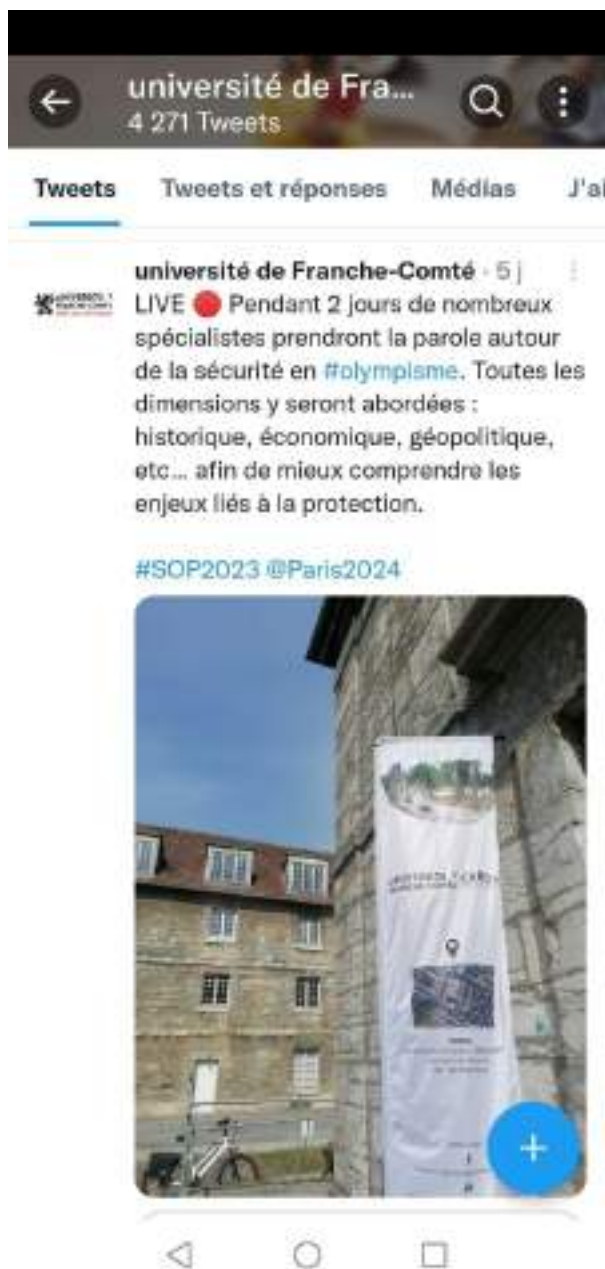 université de Fra...
4 271 Tweets
Tweets Tweets et réponses Médias J'ai
université de Franche-Comté · 5 j
LIVE 🔴 Pendant 2 jours de nombreux
spécialistes prendront la parole autour
de la sécurité en #olympisme. Toutes les
dimensions y seront abordées :
historique, économique, géopolitique,
etc... afin de mieux comprendre les
enjeux liés à la protection.
#SOP2023 @Paris2024